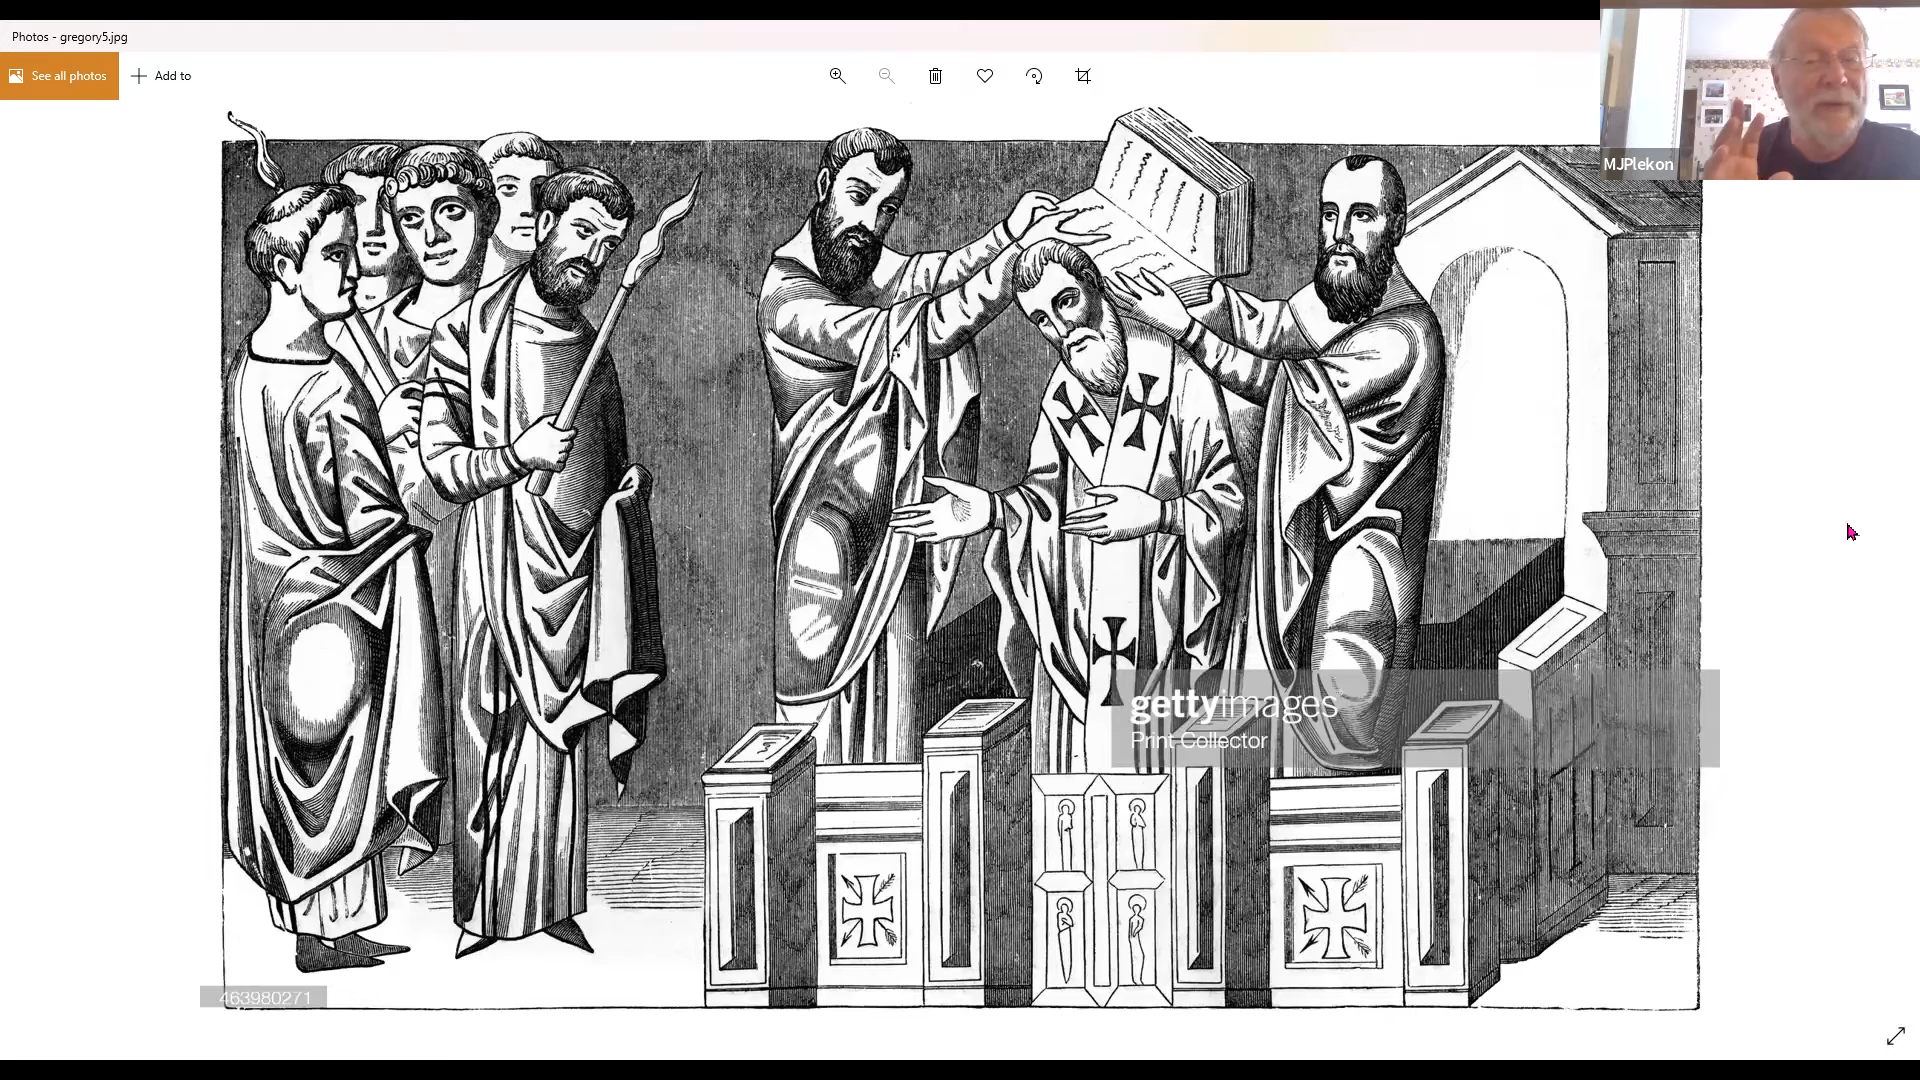 Photos - gregory5.jpg
See all photos
Add to
MJPlekon
gettyimages
Print Collector
463980271